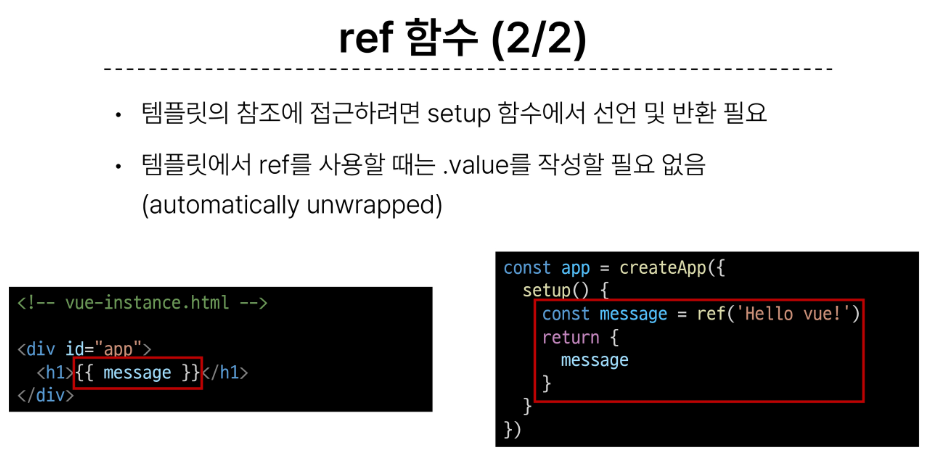 ref 함수 (2/2)
• 템플릿의 참조에 접근하려면 setup 함수에서 선언 및 반환 필요
• 템플릿에서 ref를 사용할 때는 .value를 작성할 필요 없음
(automatically unwrapped)
<!-- vue-instance.html -->
<div id="app">
  <h1>{{ message }}</h1>
</div>
const app = createApp({
  setup() {
    const message = ref('Hello vue!')
    return {
      message
    }
  }
})